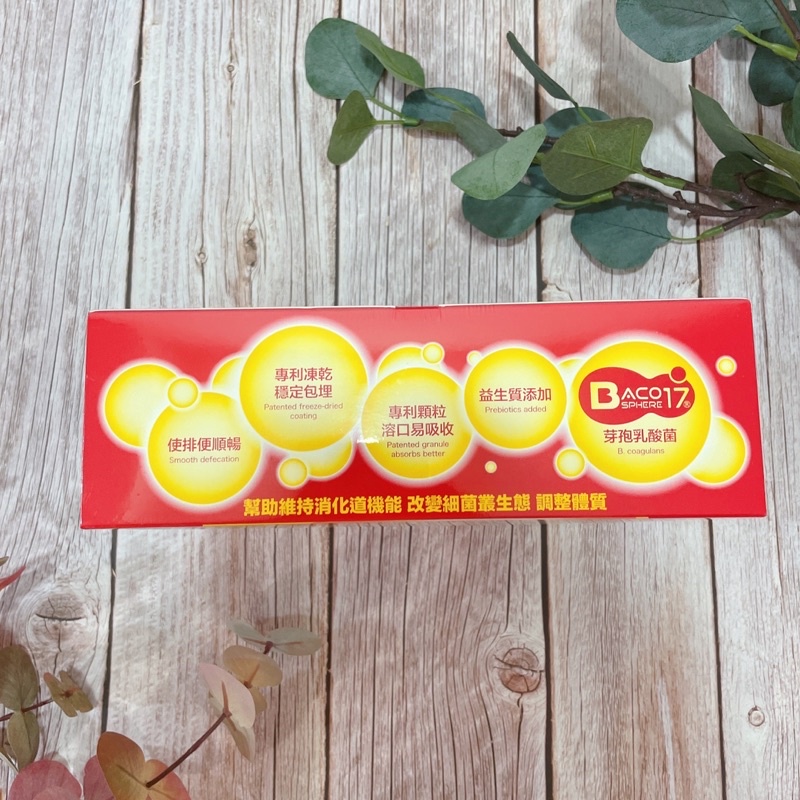 使排便順暢
Smooth defecation
專利凍乾
穩定包埋
Patented freeze-dried
coating
專利顆粒
溶口易吸收
Patented granule
absorbs better
益生質添加
Prebiotics added
BACO
SPHERE 17®
芽孢乳酸菌
B. coagulans
幫助維持消化道機能 改變細菌叢生態 調整體質